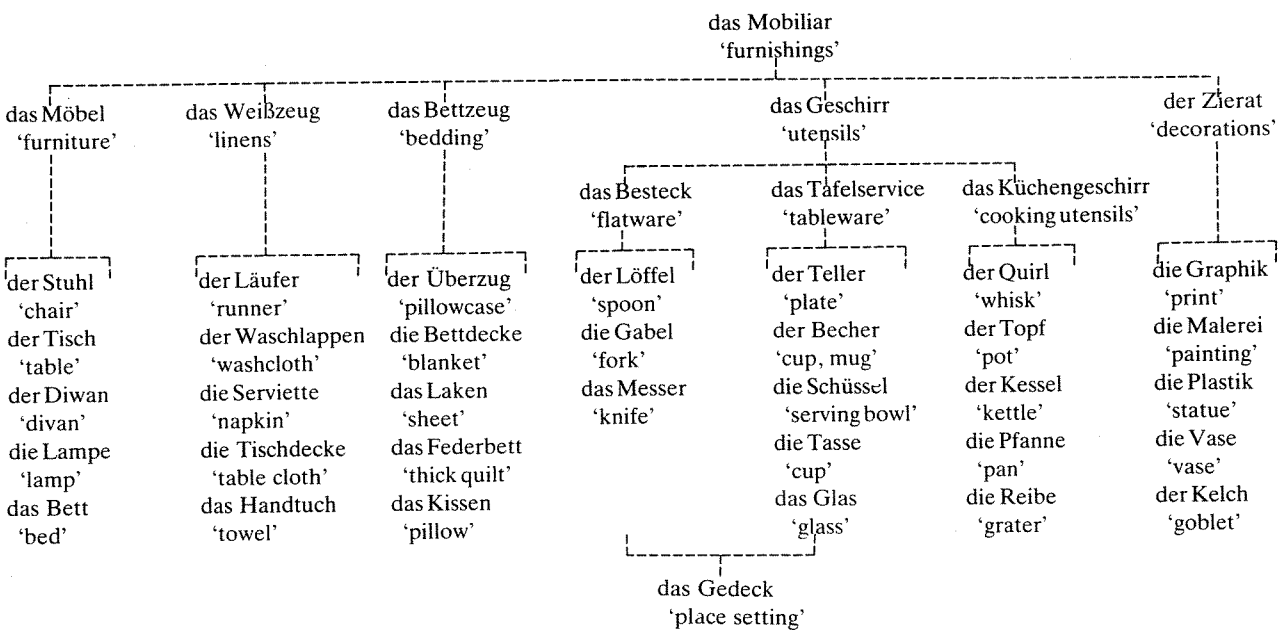 das Mobiliar
‘furnishings’
das Möbel
‘furniture’
das Weißzeug
‘linens’
das Bettzeug
‘bedding’
das Geschirr
‘utensils’
der Zierat
‘decorations’
das Besteck
‘flatware’
das Tafelservice
‘tableware’
das Küchengeschirr
‘cooking utensils’
der Stuhl
‘chair’
der Tisch
‘table’
der Diwan
‘divan’
die Lampe
‘lamp’
das Bett
‘bed’
der Läufer
‘runner’
der Waschlappen
‘washcloth’
die Serviette
‘napkin’
die Tischdecke
‘table cloth’
das Handtuch
‘towel’
der Überzug
‘pillowcase’
die Bettdecke
‘blanket’
das Laken
‘sheet’
das Federbett
‘thick quilt’
das Kissen
‘pillow’
der Löffel
‘spoon’
die Gabel
‘fork’
das Messer
‘knife’
der Teller
‘plate’
der Becher
‘cup, mug’
die Schüssel
‘serving bowl’
die Tasse
‘cup’
das Glas
‘glass’
der Quirl
‘whisk’
der Topf
‘pot’
der Kessel
‘kettle’
die Pfanne
‘pan’
die Reibe
‘grater’
die Graphik
‘print’
die Malerei
‘painting’
die Plastik
‘statue’
die Vase
‘vase’
der Kelch
‘goblet’
das Gedeck
‘place setting’